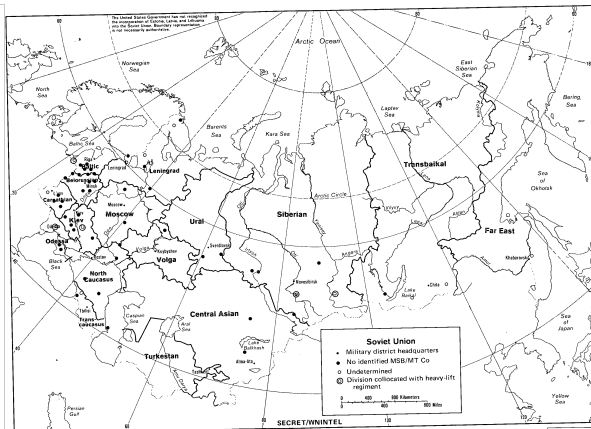 The United States Government has not recognized
the incorporation of Estonia, Latvia, and Lithuania
into the Soviet Union. Boundary representation
is not necessarily authoritative.
Arctic Ocean
Norwegian
Sea
North
Sea
Barents
Sea
Kara Sea
Laptev
Sea
East
Siberian
Sea
Bering
Sea
Baltic Sea
Riga
Baltic
Leningrad
Leningrad
Belorussian
Minsk
Carpathian
Kiev
Odessa
Moscow
Moscow
Ural
Siberian
Transbaikal
Far East
Arctic Circle
Sea
of
Okhotsk
Volga
Kuybyshev
Volga
Sverdlovsk
Novosibirsk
Lake
Baikal
Chita
Khabarovsk
Black
Sea
North
Caucasus
Tbilisi
Trans-
caucasus
Caspian
Sea
Aral
Sea
Central Asian
Turkestan
Lake
Balkhash
Alma-Ata
Sea
of
Japan
Yellow
Sea
Persian
Gulf
Soviet Union
Military district headquarters
No identified MSB/MT Co
Undetermined
Division collocated with heavy-lift
regiment
0 400 800 Kilometers
0 400 800 Miles
SECRET/WNINTEL